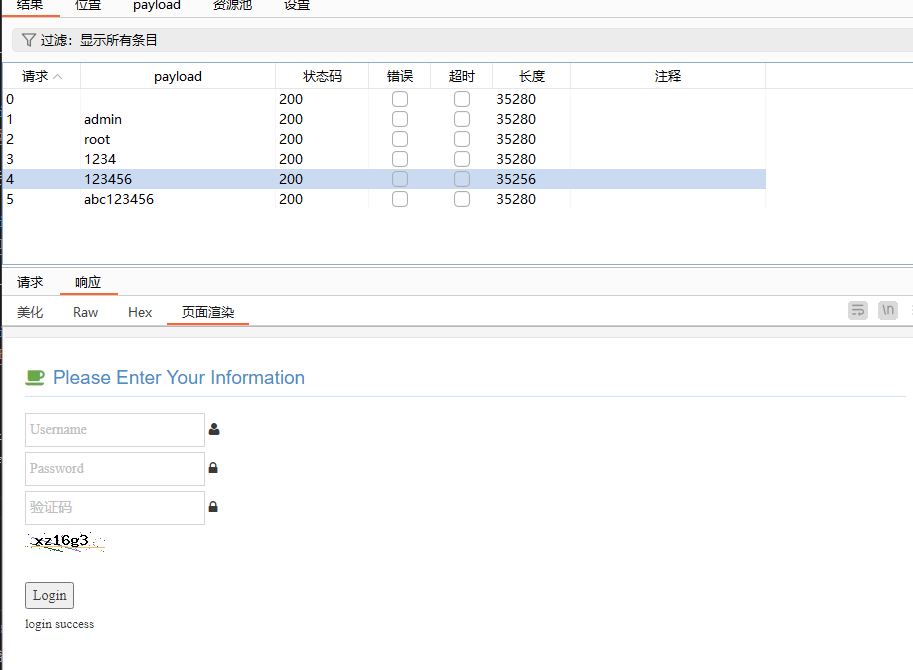 结果 位置 payload 资源池 设置
过滤：显示所有条目
请求 payload 状态码 错误 超时 长度 注释
0 200 35280
1 admin 200 35280
2 root 200 35280
3 1234 200 35280
4 123456 200 35256
5 abc123456 200 35280
请求 响应
美化 Raw Hex 页面渲染 \n
Please Enter Your Information
Username
Password
验证码
xz16g3
Login
login success